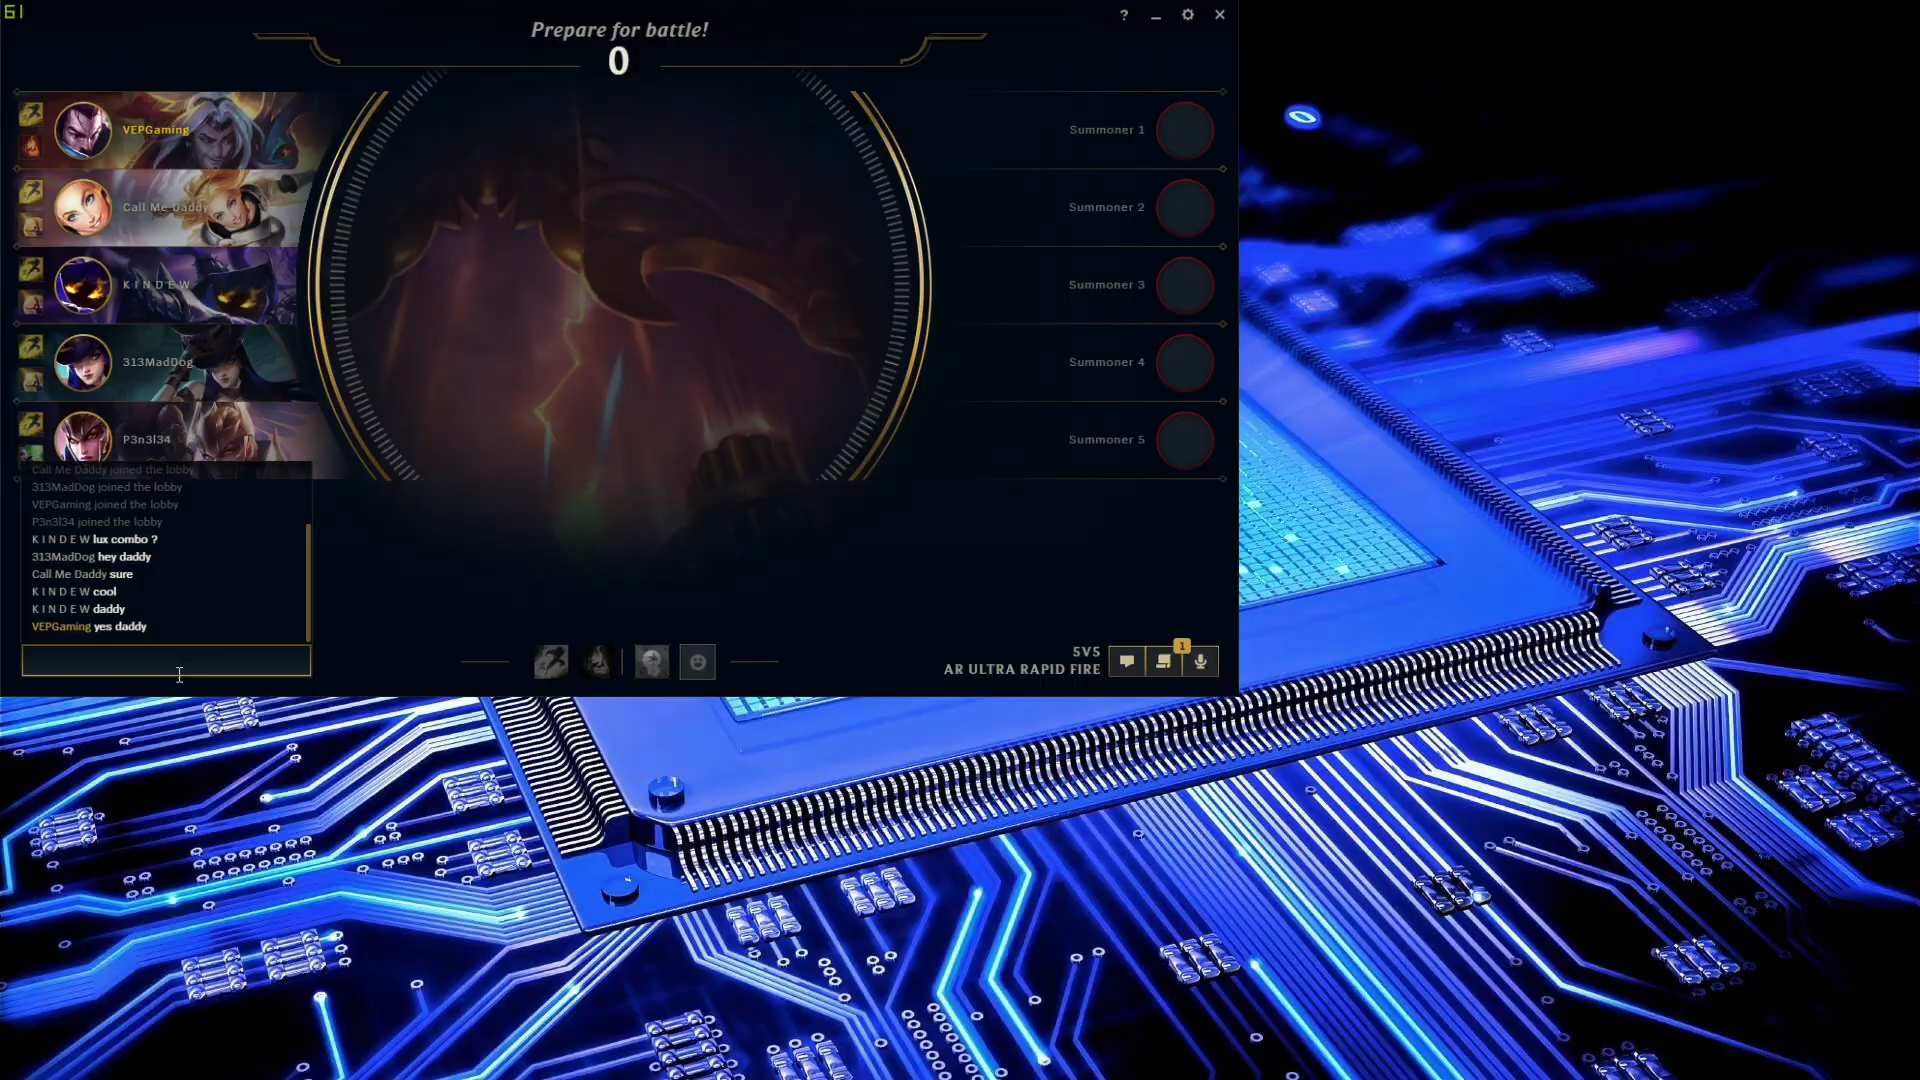 61
Prepare for battle!
0
?
VEPGaming
Call Me Daddy
K I N D E W
313MadDog
P3n3l34
Summoner 1
Summoner 2
Summoner 3
Summoner 4
Summoner 5
Call Me Daddy joined the lobby
313MadDog joined the lobby
VEPGaming joined the lobby
P3n3l34 joined the lobby
K I N D E W lux combo ?
313MadDog hey daddy
Call Me Daddy sure
K I N D E W cool
K I N D E W daddy
VEPGaming yes daddy
5V5
AR ULTRA RAPID FIRE
1